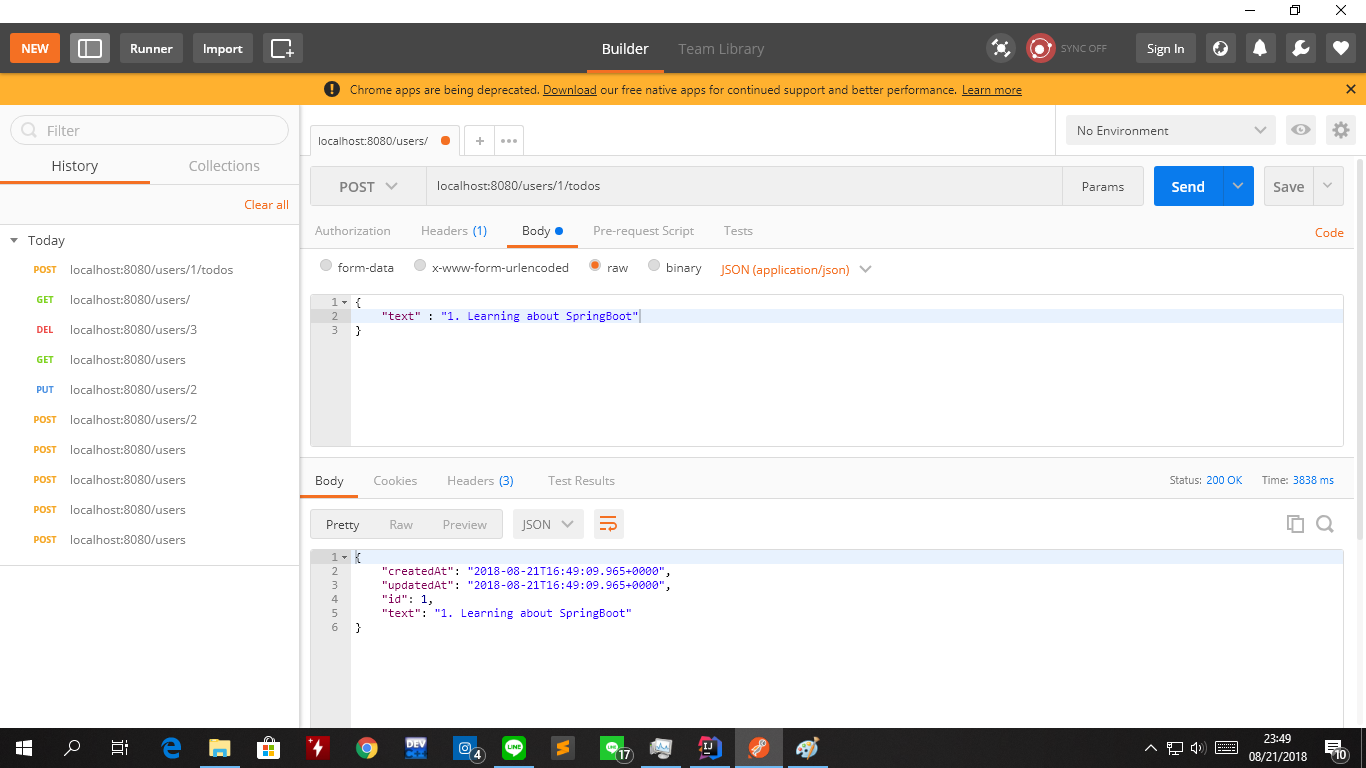 NEW Runner Import Builder Team Library SYNC OFF Sign In
Chrome apps are being deprecated. Download our free native apps for continued support and better performance. Learn more
Filter
History Collections
Clear all
Today
POST localhost:8080/users/1/todos
GET localhost:8080/users/
DEL localhost:8080/users/3
GET localhost:8080/users
PUT localhost:8080/users/2
POST localhost:8080/users/2
POST localhost:8080/users
POST localhost:8080/users
POST localhost:8080/users
POST localhost:8080/users
localhost:8080/users/
No Environment
POST localhost:8080/users/1/todos Params Send Save
Authorization Headers (1) Body Pre-request Script Tests Code
form-data x-www-form-urlencoded raw binary JSON (application/json)
1 {
2 "text" : "1. Learning about SpringBoot"
3 }
Body Cookies Headers (3) Test Results Status: 200 OK Time: 3838 ms
Pretty Raw Preview JSON
1 {
2 "createdAt": "2018-08-21T16:49:09.965+0000",
3 "updatedAt": "2018-08-21T16:49:09.965+0000",
4 "id": 1,
5 "text": "1. Learning about SpringBoot"
6 }
DEV 4 LINE LINE 17 IJ 23:49
08/21/2018 10